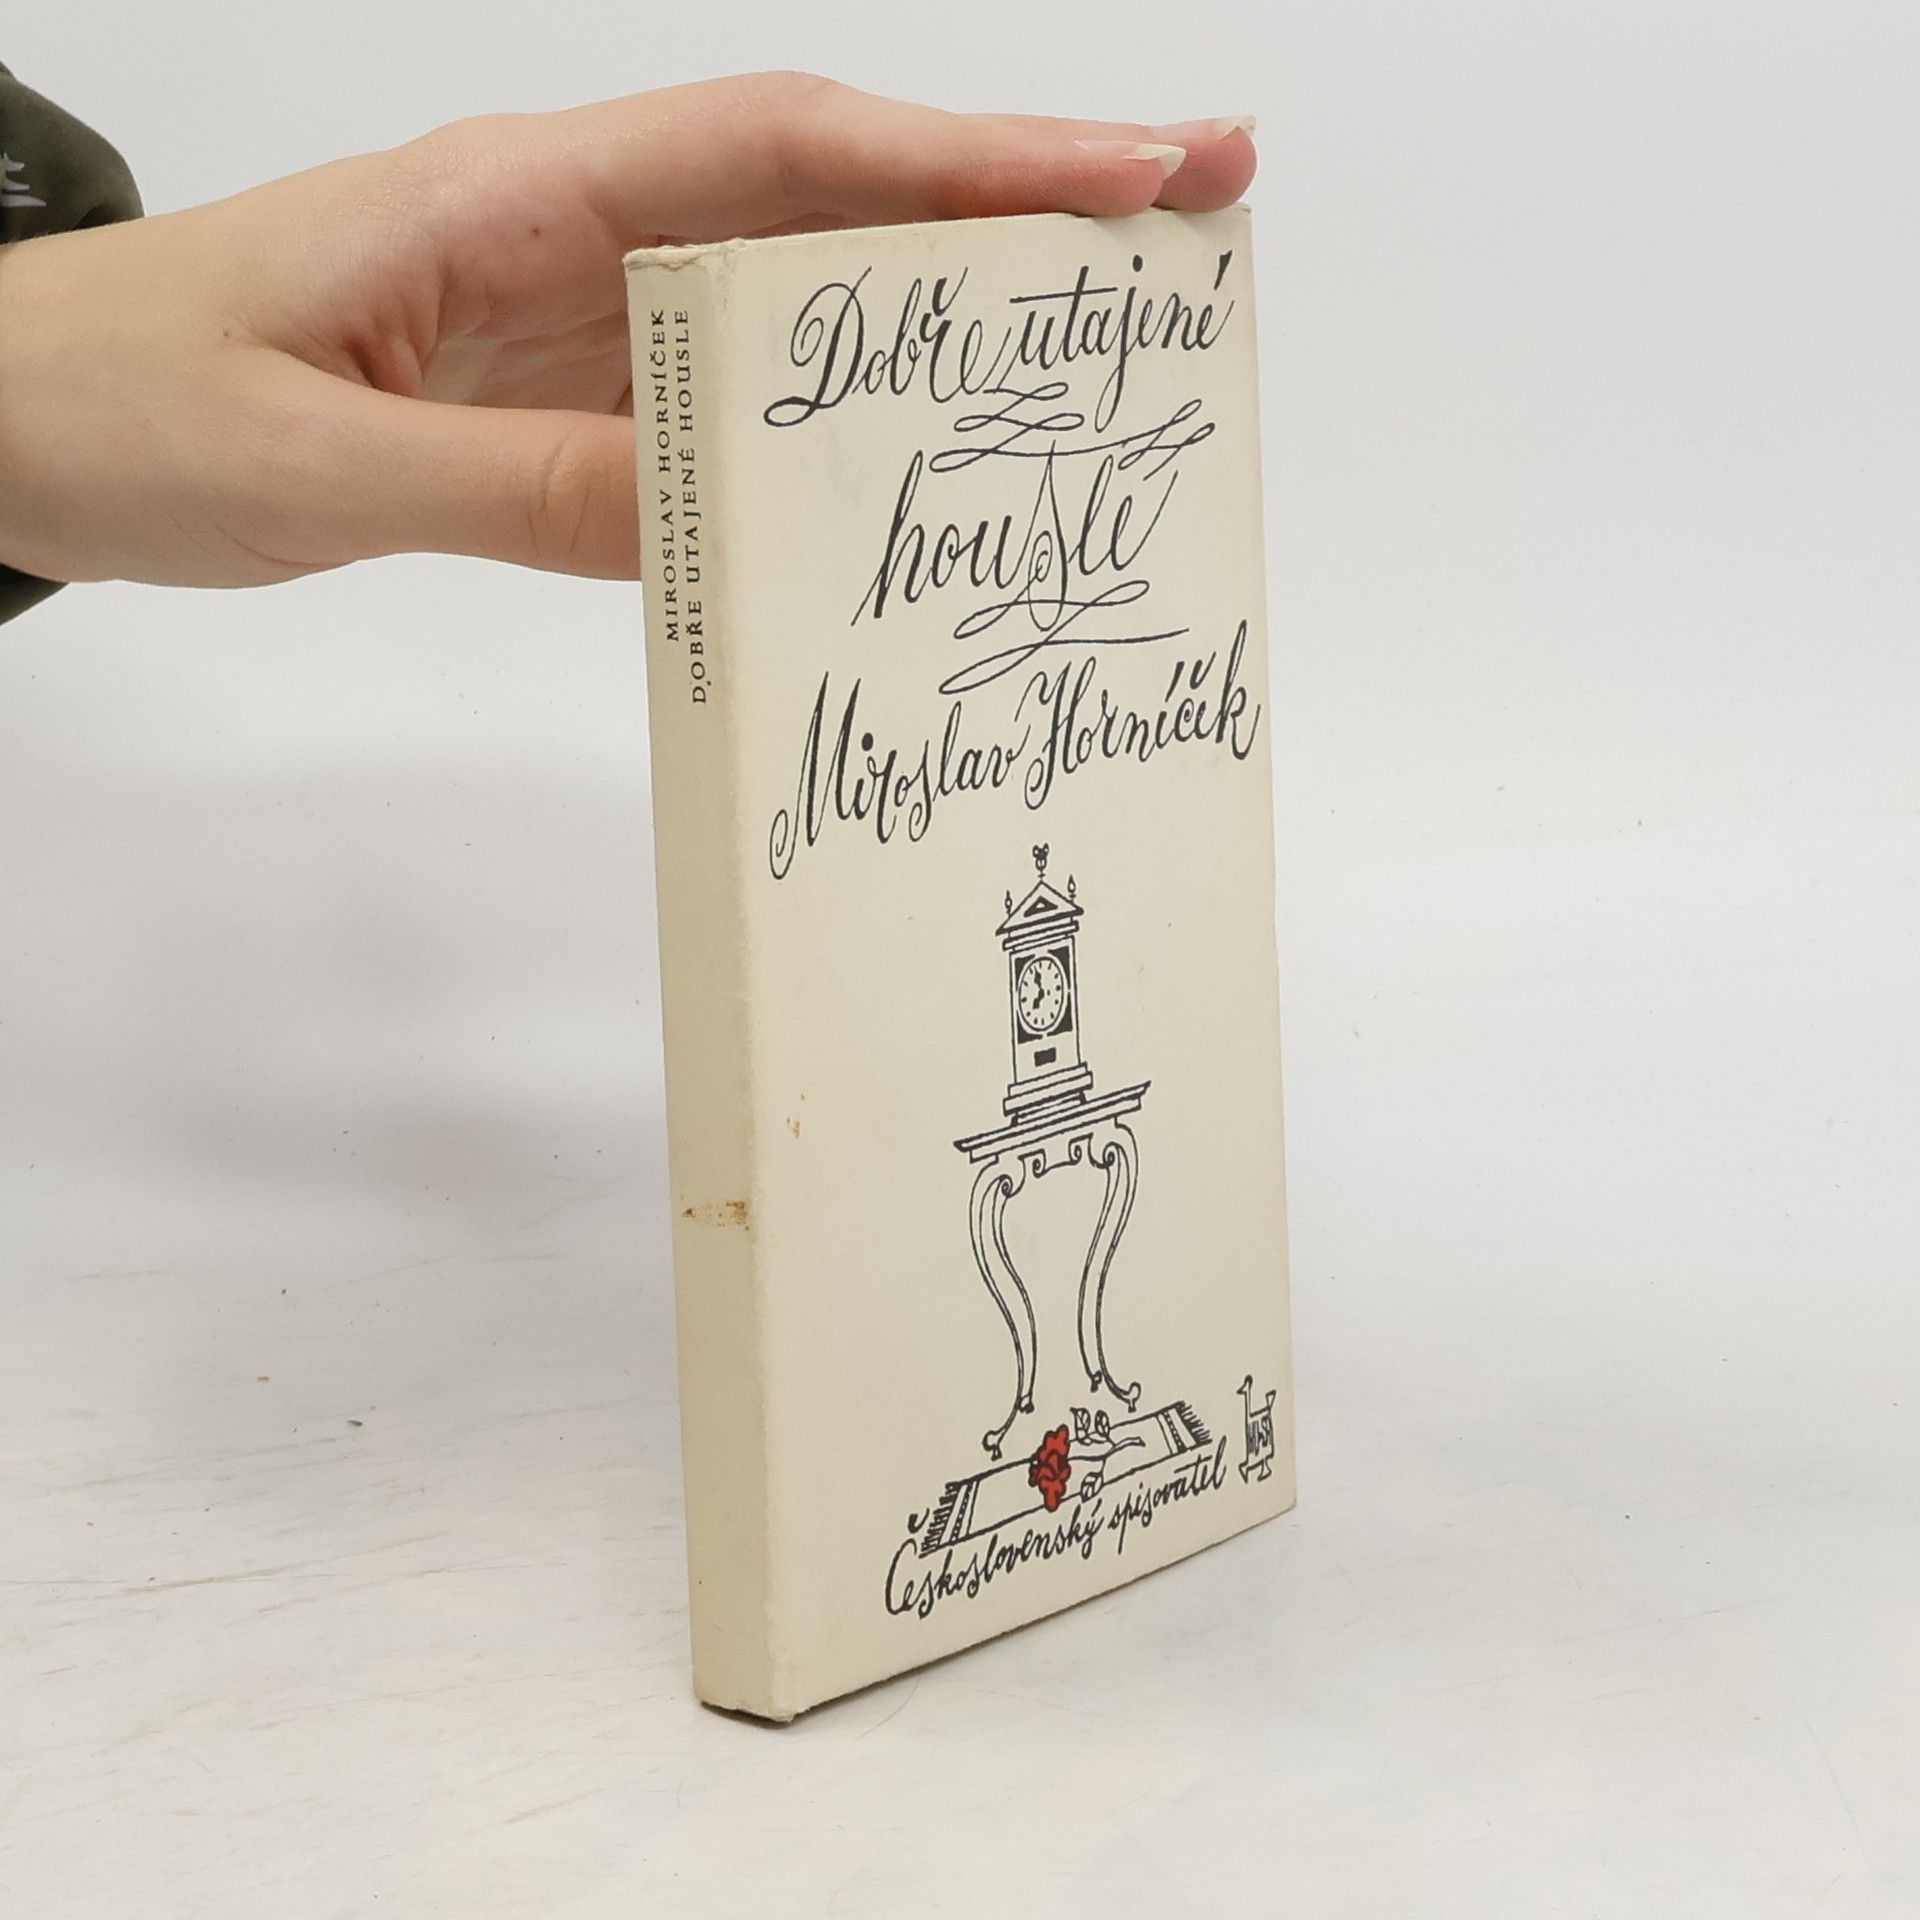 MIROSLAV HORNÍČEK
DOBŘE UTAJENÉ HOUSLE
Dobře utajené
housle
Miroslav Horníček
Československý spisovatel